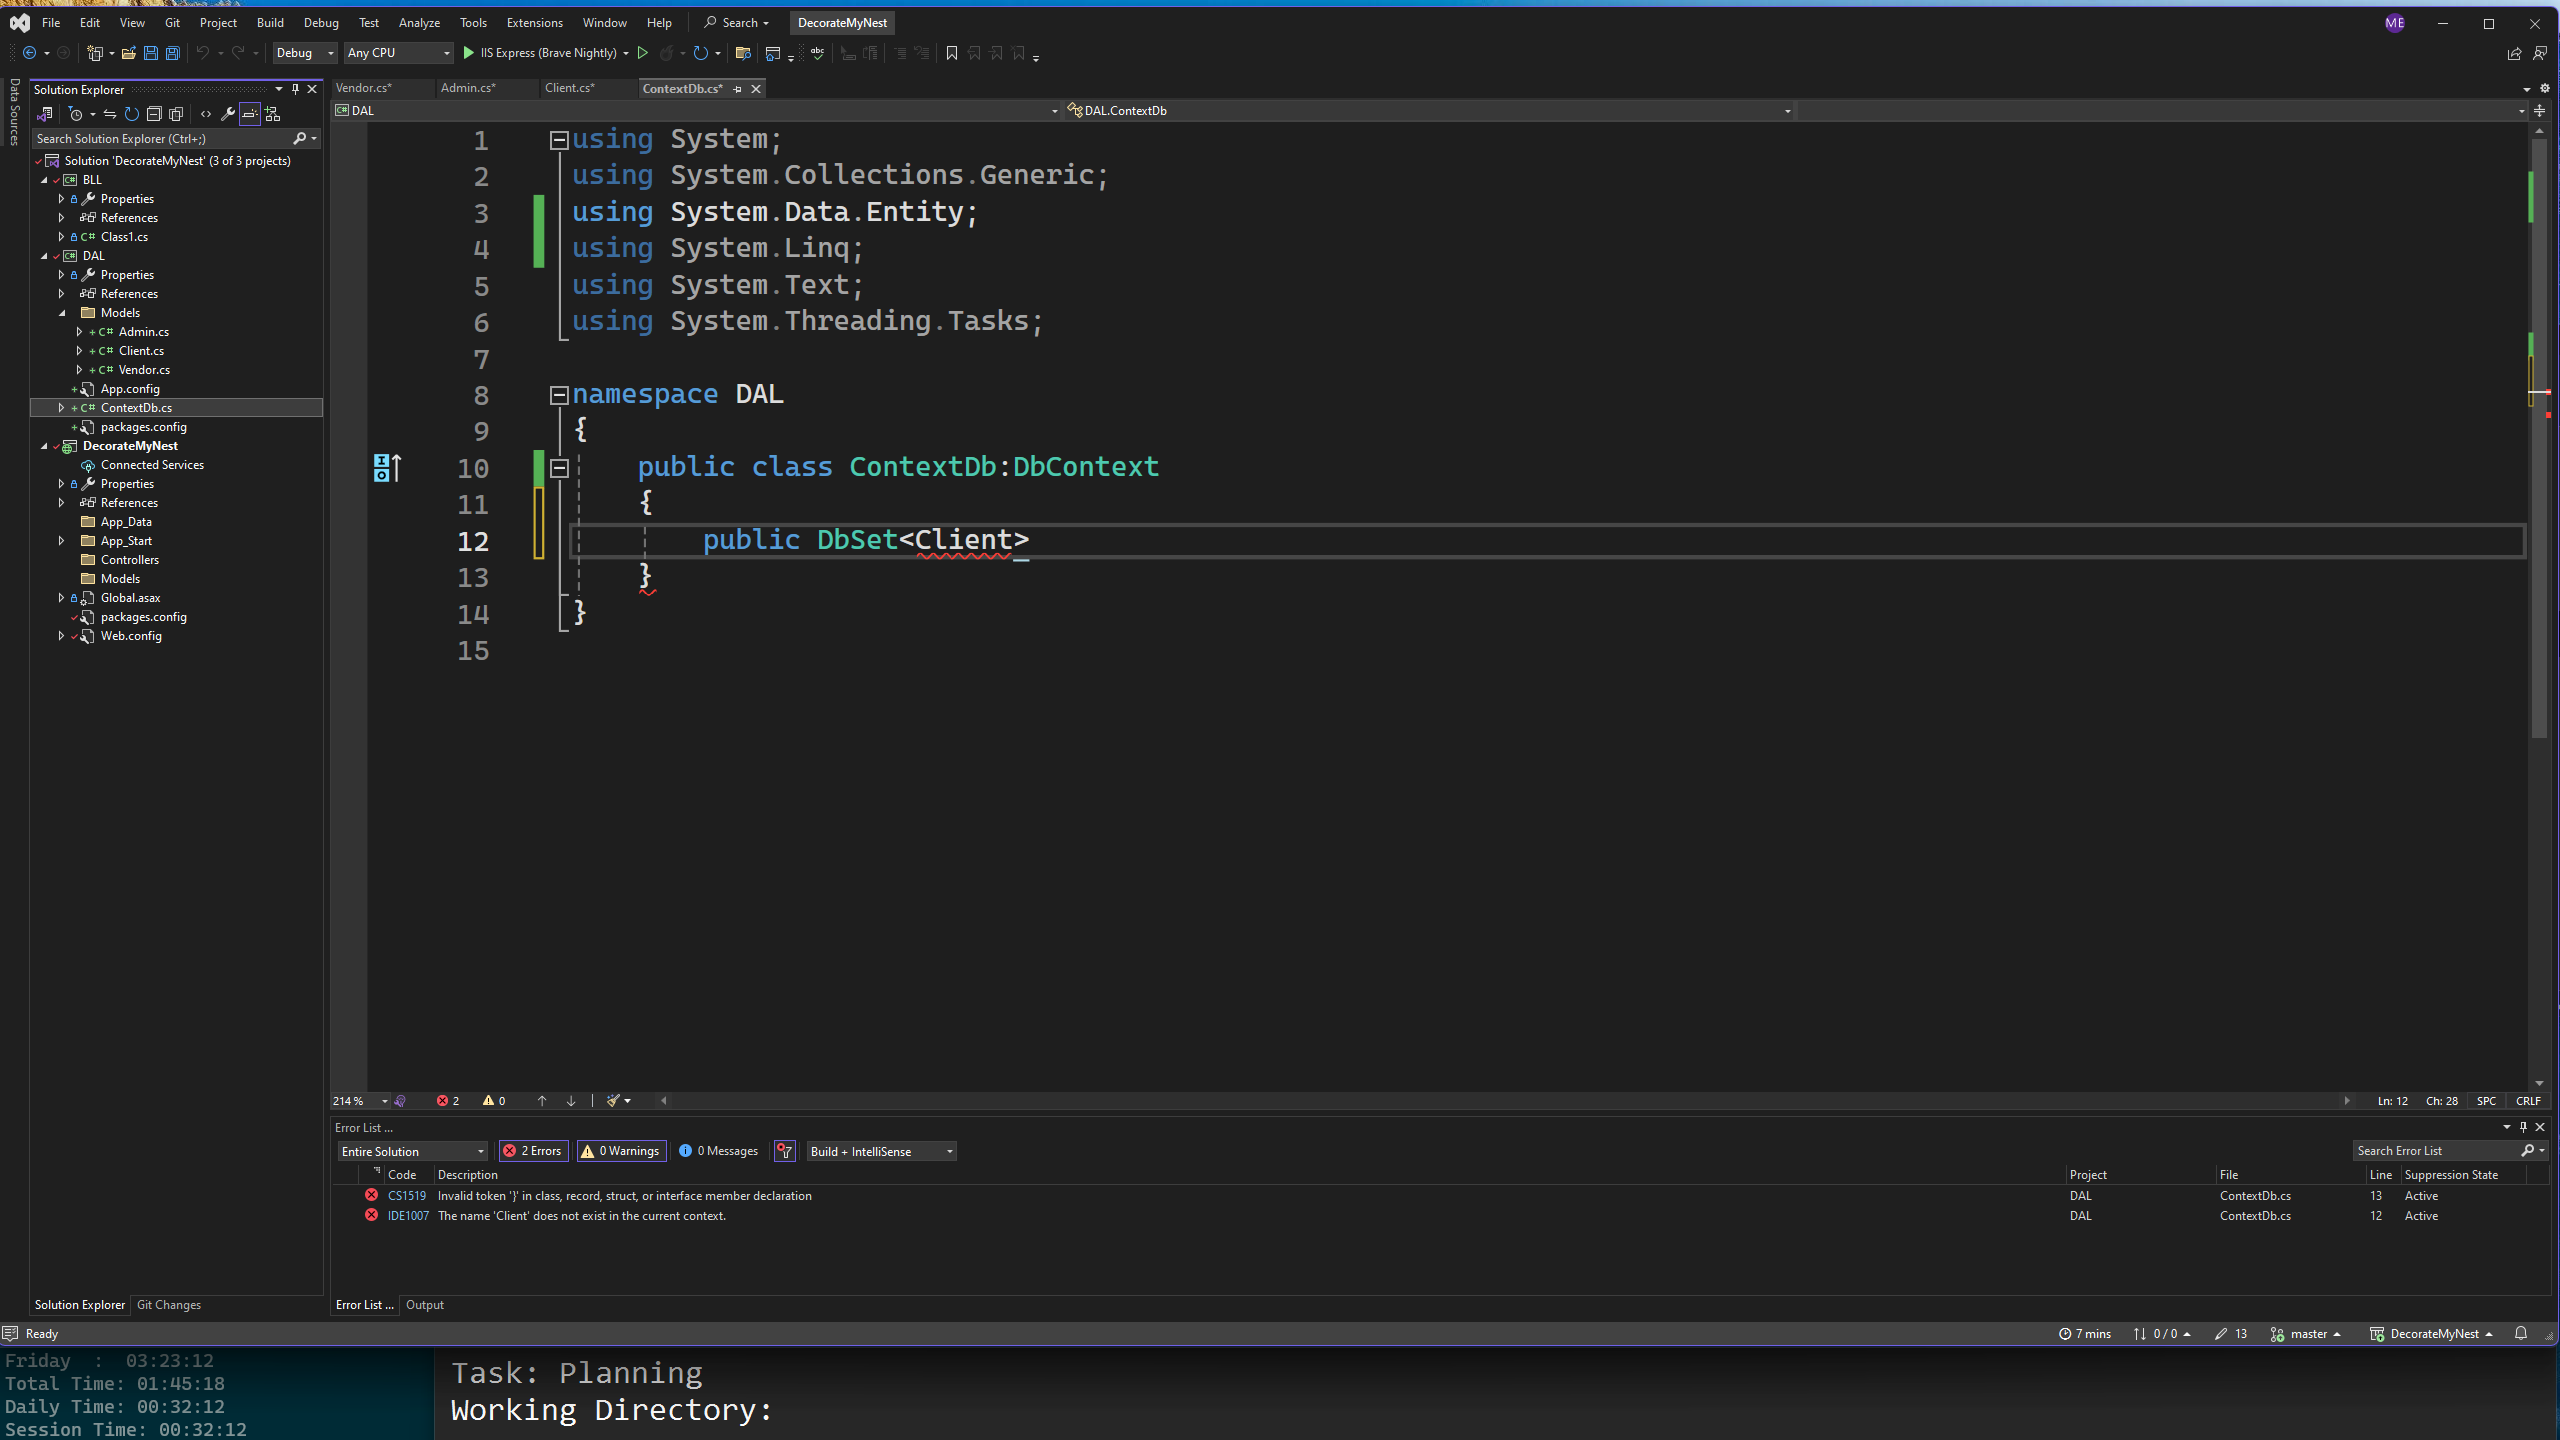 File Edit View Git Project Build Debug Test Analyze Tools Extensions Window Help Search DecorateMyNest ME
Debug Any CPU IIS Express (Brave Nightly)
Data Sources
Solution Explorer
Search Solution Explorer (Ctrl+;)
Solution 'DecorateMyNest' (3 of 3 projects)
BLL
Properties
References
C# Class1.cs
DAL
Properties
References
Models
C# Admin.cs
C# Client.cs
C# Vendor.cs
App.config
C# ContextDb.cs
packages.config
DecorateMyNest
Connected Services
Properties
References
App_Data
App_Start
Controllers
Models
Global.asax
packages.config
Web.config
Solution Explorer Git Changes
Vendor.cs* Admin.cs* Client.cs* ContextDb.cs*
DAL DAL.ContextDb
1 using System;
2 using System.Collections.Generic;
3 using System.Data.Entity;
4 using System.Linq;
5 using System.Text;
6 using System.Threading.Tasks;
7
8 namespace DAL
9 {
10 public class ContextDb:DbContext
11 {
12 public DbSet<Client>
13 }
14 }
15
214 % 2 0 Ln: 12 Ch: 28 SPC CRLF
Error List ...
Entire Solution 2 Errors 0 Warnings 0 Messages Build + IntelliSense Search Error List
Code Description Project File Line Suppression State
CS1519 Invalid token '}' in class, record, struct, or interface member declaration DAL ContextDb.cs 13 Active
IDE1007 The name 'Client' does not exist in the current context. DAL ContextDb.cs 12 Active
Error List ... Output
Ready 7 mins 0 / 0 13 master DecorateMyNest
Friday : 03:23:12
Total Time: 01:45:18
Daily Time: 00:32:12
Session Time: 00:32:12
Task: Planning
Working Directory: